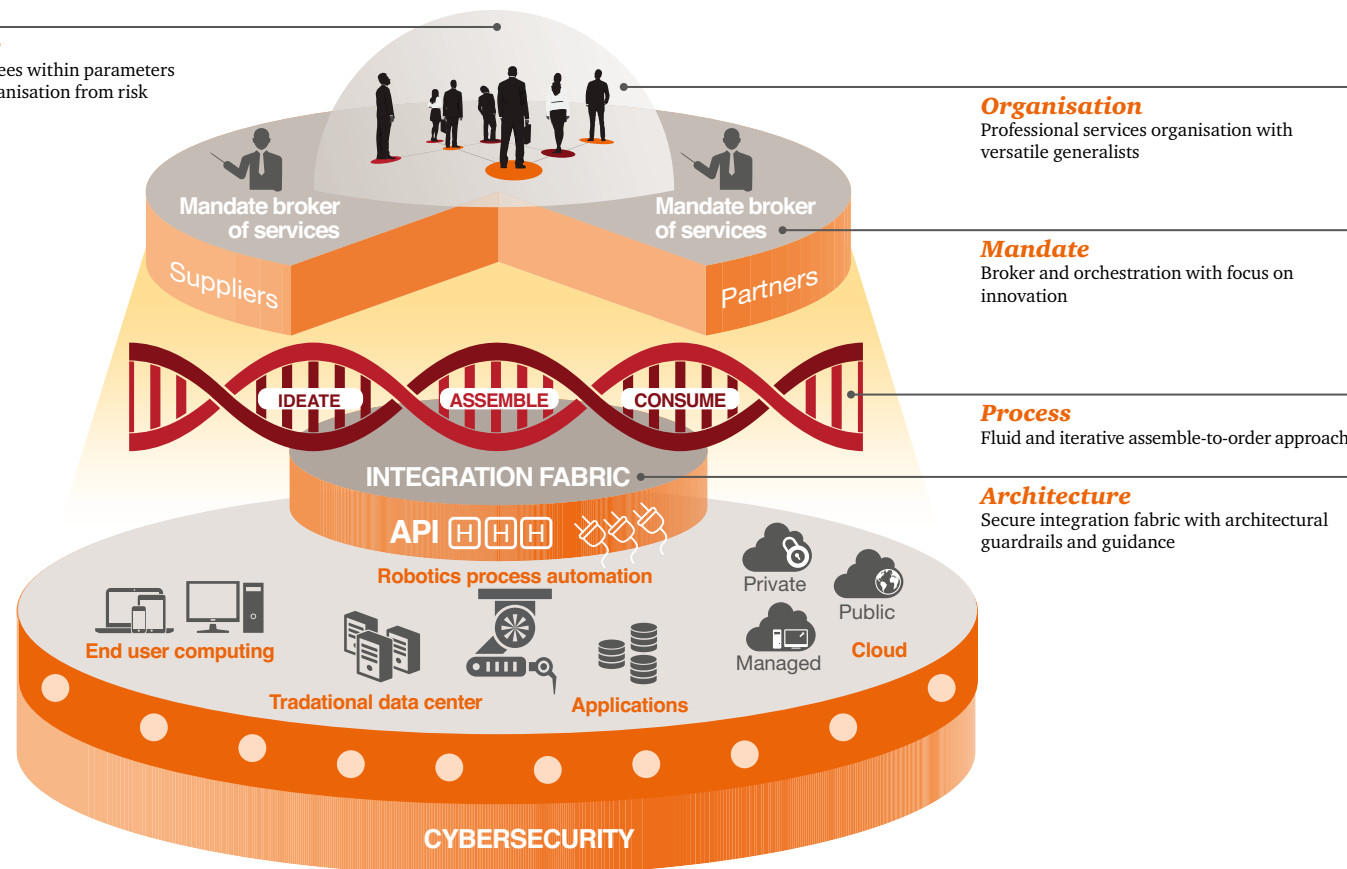 within parameters
from risk
Organisation
Professional services organisation with
versatile generalists
Mandate broker
of services
Mandate broker
of services
Mandate
Broker and orchestration with focus on
innovation
Suppliers
Partners
IDEATE
ASSEMBLE
CONSUME
Process
Fluid and iterative assemble-to-order approach
INTEGRATION FABRIC
Architecture
Secure integration fabric with architectural
guardrails and guidance
API H H H
Robotics process automation
Private
Public
Managed
Cloud
End user computing
Tradational data center
Applications
CYBERSECURITY